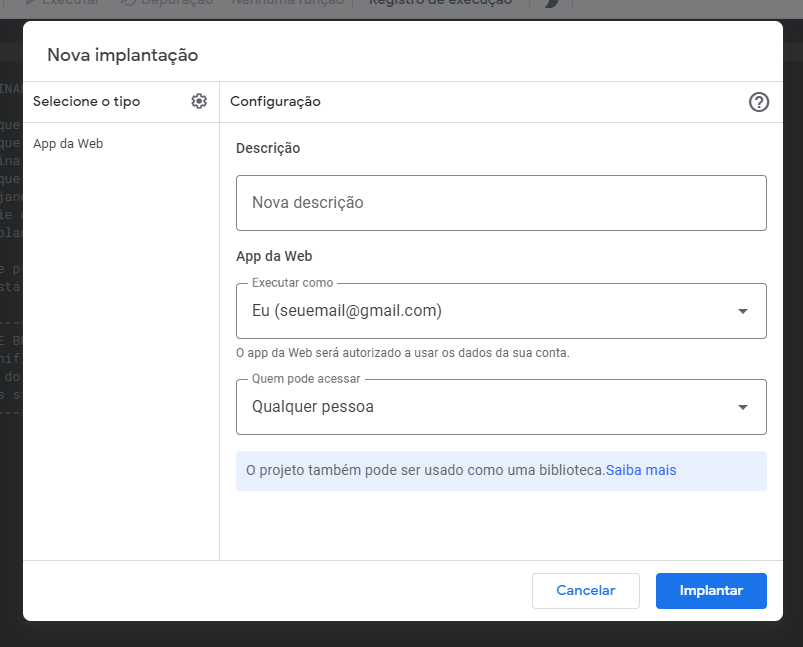 Executar Depuração Nenhuma função Registro de execução
Nova implantação
Selecione o tipo
Configuração
App da Web
Descrição
Nova descrição
App da Web
Executar como
Eu (seuemail@gmail.com)
O app da Web será autorizado a usar os dados da sua conta.
Quem pode acessar
Qualquer pessoa
O projeto também pode ser usado como uma biblioteca.Saiba mais
Cancelar
Implantar